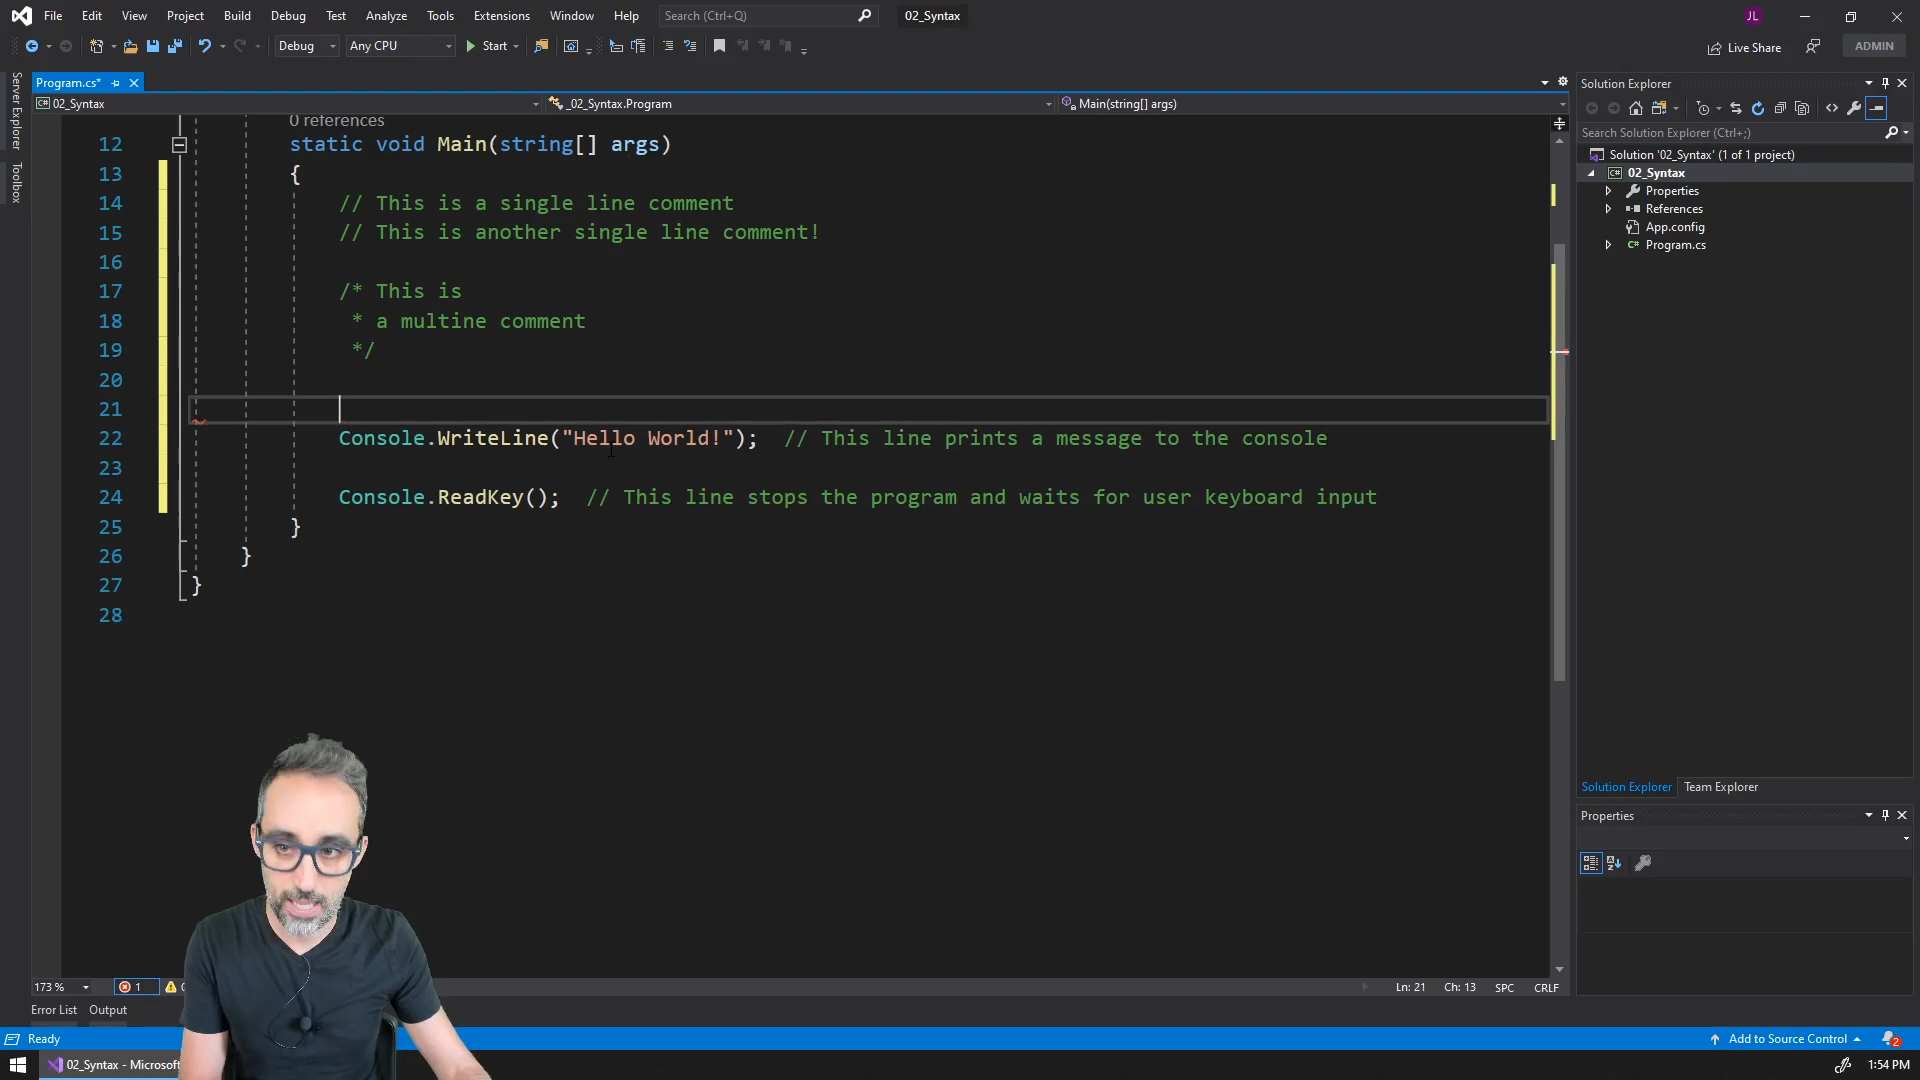 File Edit View Project Build Debug Test Analyze Tools Extensions Window Help Search (Ctrl+Q) 02_Syntax JL
Debug Any CPU Start Live Share ADMIN
Server Explorer
Toolbox
Program.cs*
02_Syntax _02_Syntax.Program Main(string[] args)
0 references
12 static void Main(string[] args)
13 {
14 // This is a single line comment
15 // This is another single line comment!
16
17 /* This is
18 * a multine comment
19 */
20
21
22 Console.WriteLine("Hello World!"); // This line prints a message to the console
23
24 Console.ReadKey(); // This line stops the program and waits for user keyboard input
25 }
26 }
27 }
28
Solution Explorer
Search Solution Explorer (Ctrl+;)
Solution '02_Syntax' (1 of 1 project)
02_Syntax
Properties
References
App.config
Program.cs
Solution Explorer Team Explorer
Properties
173 % 1 Ln: 21 Ch: 13 SPC CRLF
Error List Output
Ready Add to Source Control 2
02_Syntax - Microsoft 1:54 PM